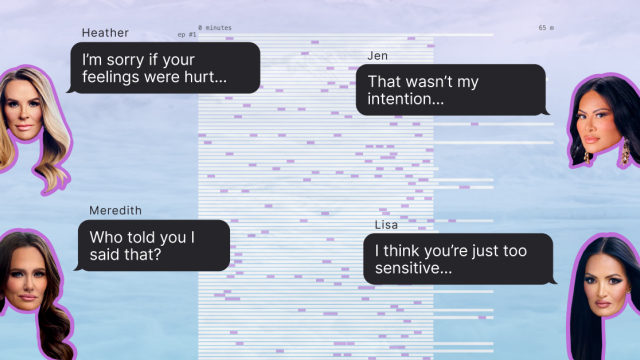 Heather
0 minutes
65 m
ep #1
I’m sorry if your
feelings were hurt...
Jen
That wasn’t my
intention...
Meredith
Who told you I
said that?
Lisa
I think you’re just too
sensitive...